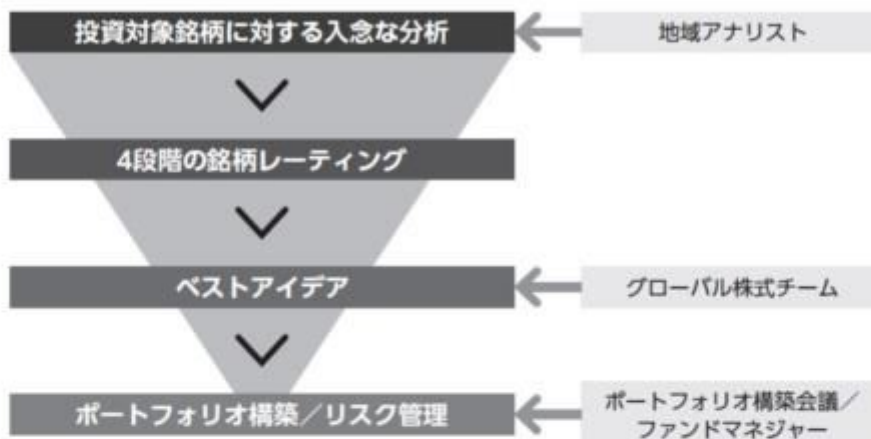 投資対象銘柄に対する入念な分析
地域アナリスト
4段階の銘柄レーティング
ベストアイデア
グローバル株式チーム
ポートフォリオ構築／リスク管理
ポートフォリオ構築会議／
ファンドマネジャー